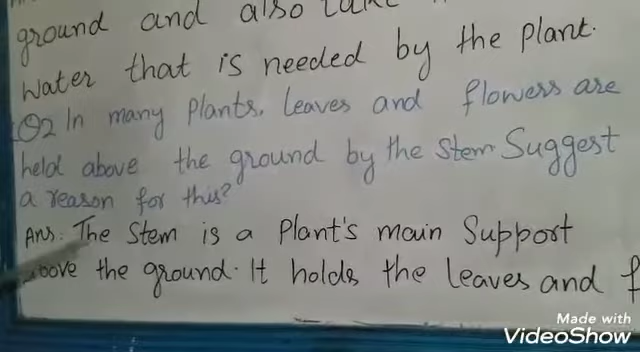 ground and also take
water that is needed by the plant.
Q2 In many plants, leaves and flowers are
held above the ground by the stem Suggest
a reason for this?
Ans. The Stem is a Plant's main Support
above the ground. It holds the leaves and f
Made with
VideoShow